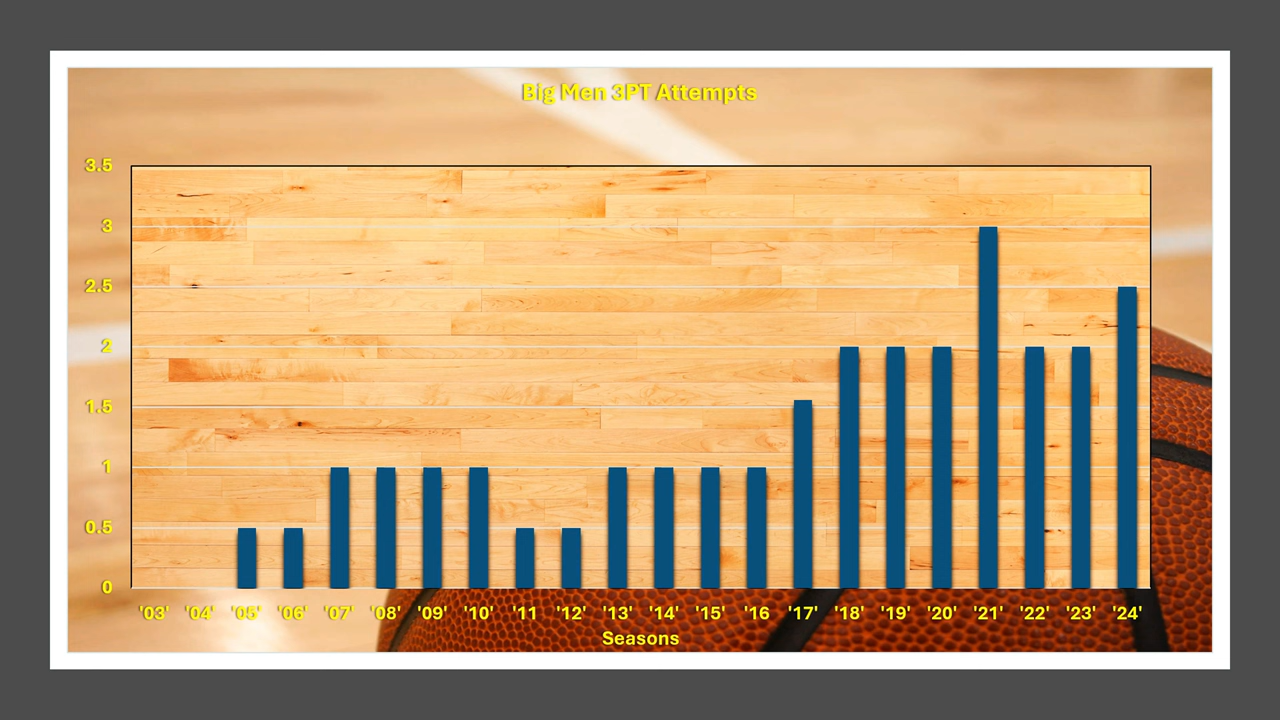 Big Men 3PT Attempts
3.5
3
2.5
2
1.5
1
0.5
0
'03' '04' '05' '06' '07' '08' '09' '10' '11 '12' '13' '14' '15' '16 '17' '18' '19' '20' '21' '22' '23' '24'
Seasons